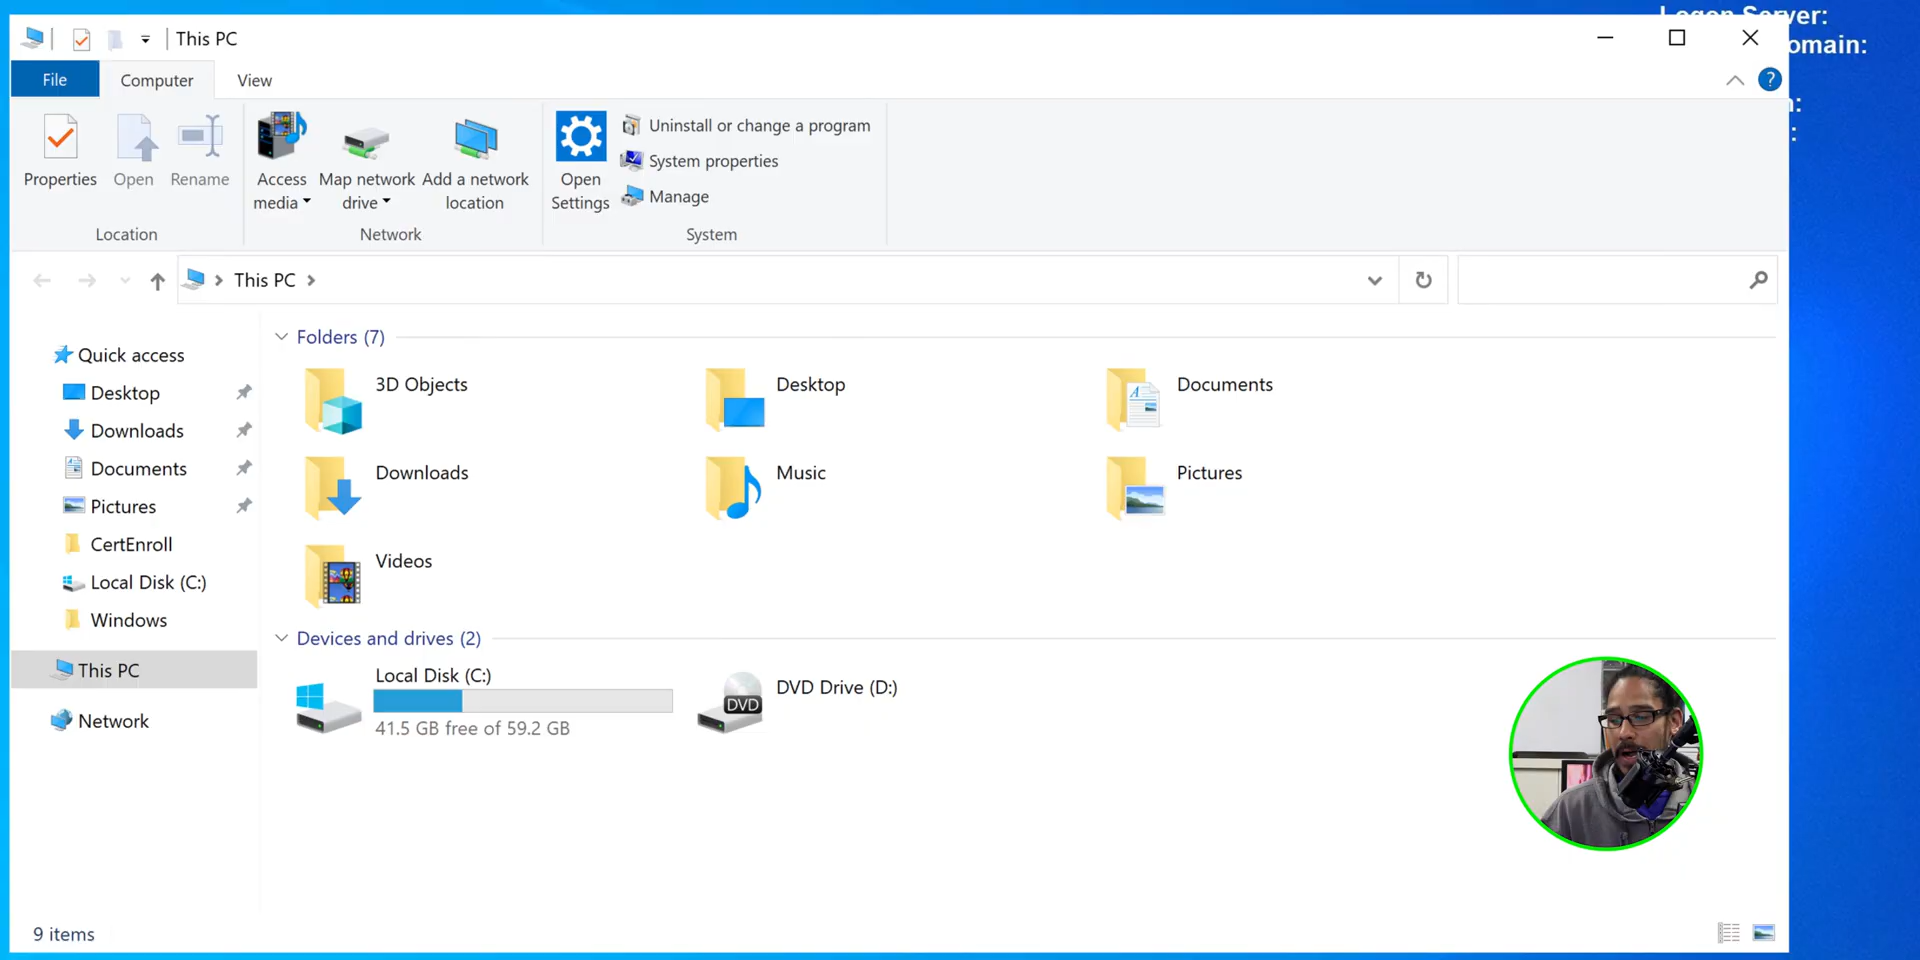 Logon Server:
omain:
This PC
File
Computer
View
Properties
Open
Rename
Access media
Map network drive
Add a network location
Open Settings
Uninstall or change a program
System properties
Manage
Location
Network
System
This PC
Quick access
Desktop
Downloads
Documents
Pictures
CertEnroll
Local Disk (C:)
Windows
This PC
Network
Folders (7)
3D Objects
Desktop
Documents
Downloads
Music
Pictures
Videos
Devices and drives (2)
Local Disk (C:)
41.5 GB free of 59.2 GB
DVD
DVD Drive (D:)
9 items